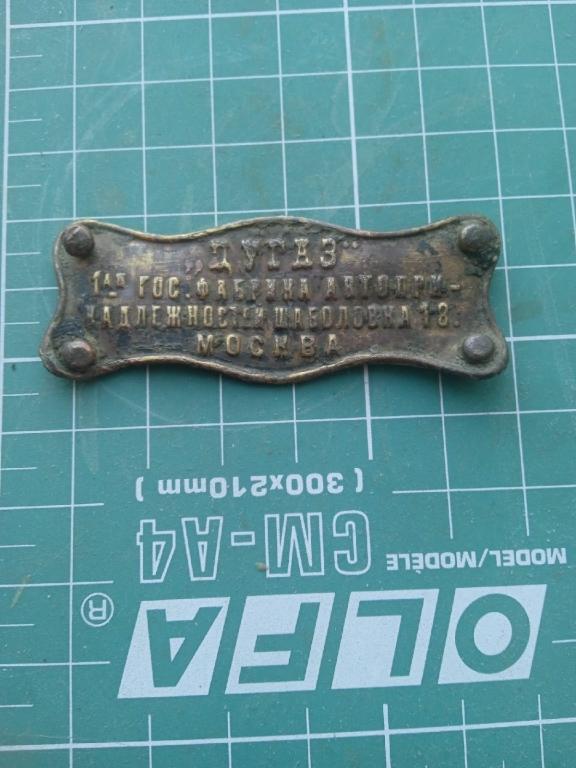 „ДУГАЗ"
1АЯ ГОС. ФАБРИКА АВТОПРИ-
НАДЛЕЖНОСТЕЙ ШАБОЛОВКА 18.
МОСКВА
(300x210mm)
CM-A4
MODEL/MODÈLE
OLFA®